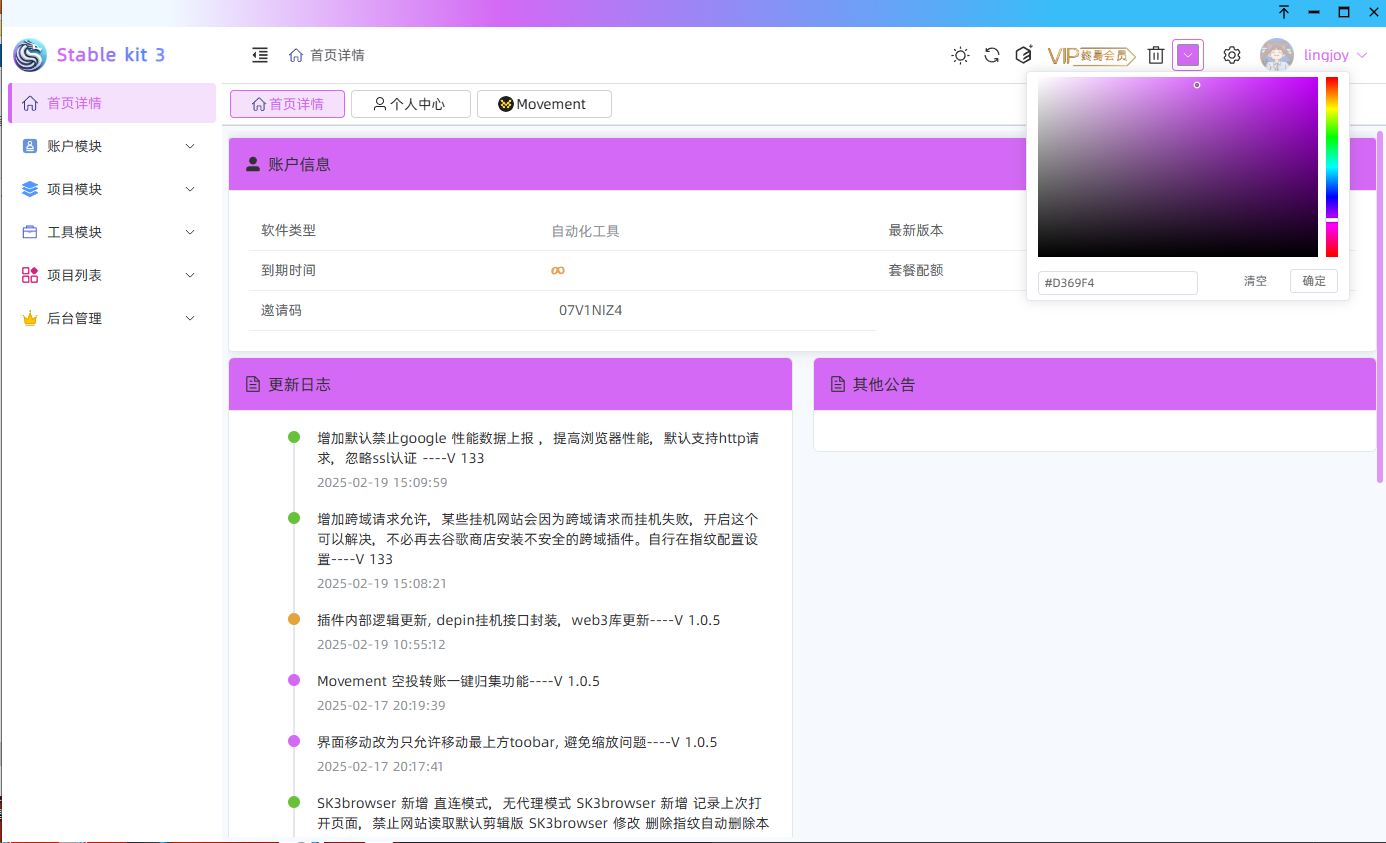 Stable kit 3
首页详情
VIP终身会员
lingjoy
首页详情
账户模块
项目模块
工具模块
项目列表
后台管理
首页详情
个人中心
Movement
账户信息
软件类型
自动化工具
最新版本
到期时间
套餐配额
邀请码
07V1NIZ4
#D369F4
清空
确定
更新日志
增加默认禁止google 性能数据上报 ，提高浏览器性能，默认支持http请
求，忽略ssl认证 ----V 133
2025-02-19 15:09:59
增加跨域请求允许，某些挂机网站会因为跨域请求而挂机失败，开启这个
可以解决，不必再去谷歌商店安装不安全的跨域插件。自行在指纹配置设
置----V 133
2025-02-19 15:08:21
插件内部逻辑更新, depin挂机接口封装，web3库更新----V 1.0.5
2025-02-19 10:55:12
Movement 空投转账一键归集功能----V 1.0.5
2025-02-17 20:19:39
界面移动改为只允许移动最上方toobar, 避免缩放问题----V 1.0.5
2025-02-17 20:17:41
SK3browser 新增 直连模式，无代理模式 SK3browser 新增 记录上次打
开页面，禁止网站读取默认剪辑版 SK3browser 修改 删除指纹自动删除本
其他公告